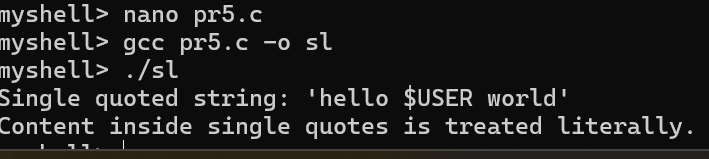 myshell> nano pr5.c
myshell> gcc pr5.c -o sl
myshell> ./sl
Single quoted string: 'hello $USER world'
Content inside single quotes is treated literally.